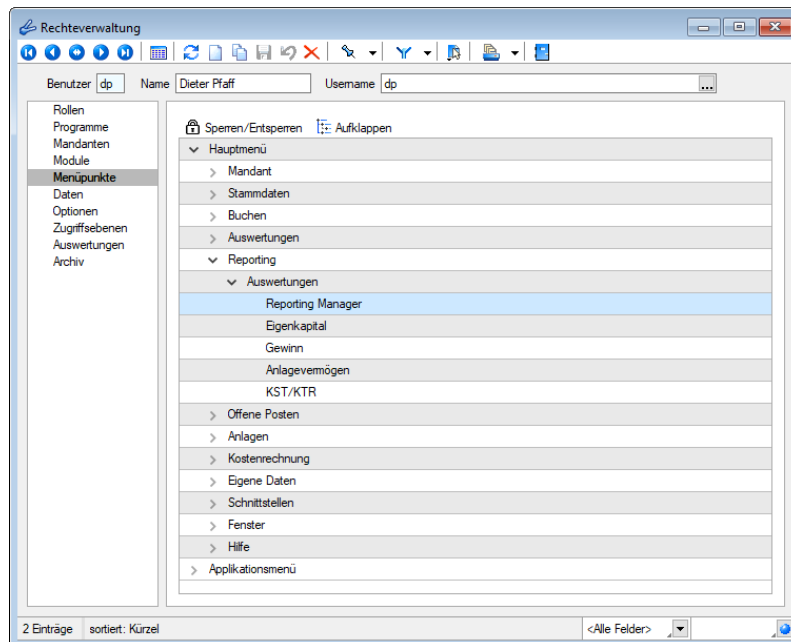 Rechteverwaltung
Benutzer dp Name Dieter Pfaff Username dp ...
Rollen
Programme
Mandanten
Module
Menüpunkte
Daten
Optionen
Zugriffsebenen
Auswertungen
Archiv
Sperren/Entsperren Aufklappen
Hauptmenü
Mandant
Stammdaten
Buchen
Auswertungen
Reporting
Auswertungen
Reporting Manager
Eigenkapital
Gewinn
Anlagevermögen
KST/KTR
Offene Posten
Anlagen
Kostenrechnung
Eigene Daten
Schnittstellen
Fenster
Hilfe
Applikationsmenü
2 Einträge sortiert: Kürzel <Alle Felder>